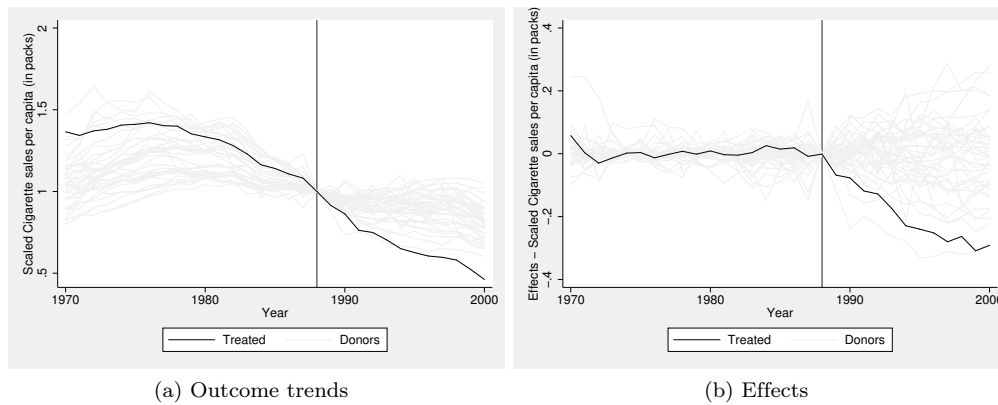 Scaled Cigarette sales per capita (in packs)
2
1.5
1
.5
1970 1980 1990 2000
Year
Treated Donors
(a) Outcome trends
Effects − Scaled Cigarette sales per capita (in packs)
.4
.2
0
−.2
−.4
1970 1980 1990 2000
Year
Treated Donors
(b) Effects